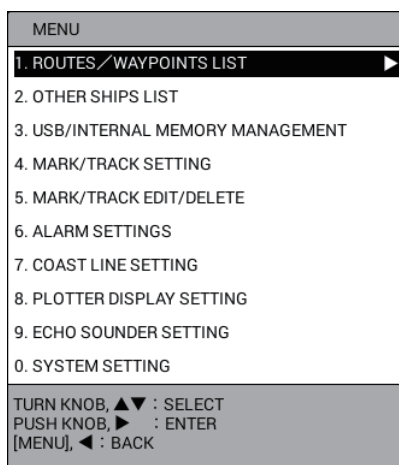 MENU
1. ROUTES／WAYPOINTS LIST ▶
2. OTHER SHIPS LIST
3. USB/INTERNAL MEMORY MANAGEMENT
4. MARK/TRACK SETTING
5. MARK/TRACK EDIT/DELETE
6. ALARM SETTINGS
7. COAST LINE SETTING
8. PLOTTER DISPLAY SETTING
9. ECHO SOUNDER SETTING
0. SYSTEM SETTING
TURN KNOB, ▲▼ : SELECT
PUSH KNOB, ▶ : ENTER
[MENU], ◀ : BACK